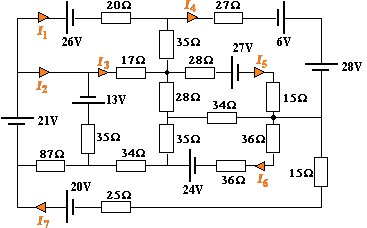 20Ω I4 27Ω
I1 26V 6V
35Ω 27V
I2 I3 17Ω 28Ω I5 28V
13V 28Ω 34Ω 15Ω
21V 35Ω 35Ω 36Ω
87Ω 34Ω
24V 36Ω I6 15Ω
20V 25Ω
I7